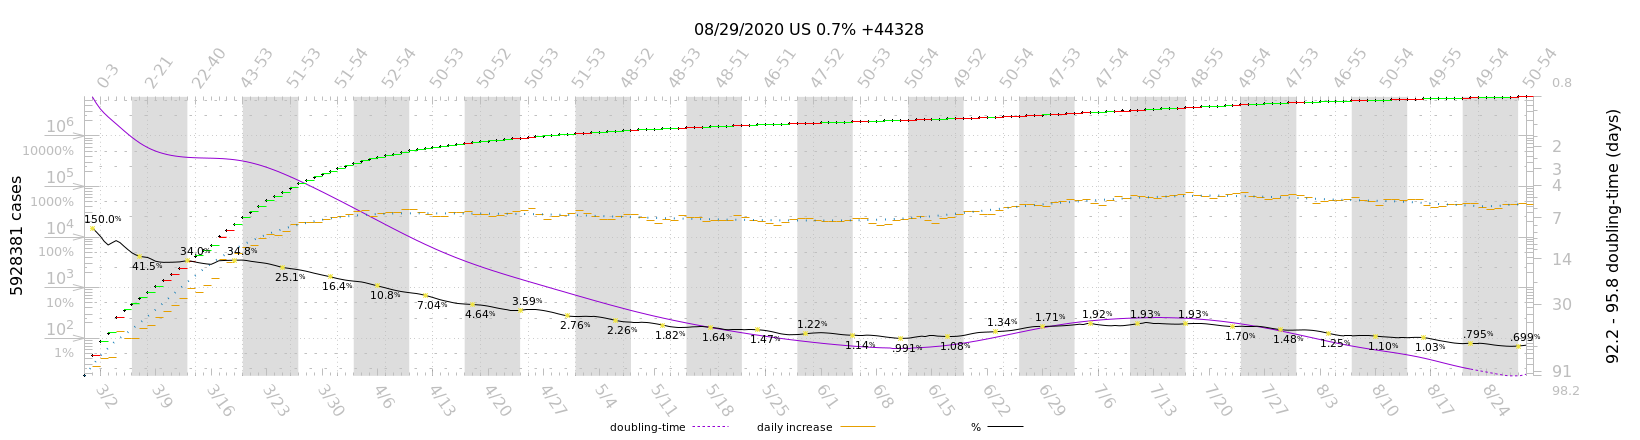 08/29/2020 US 0.7% +44328
0-3 2-21 22-40 43-53 51-53 51-54 52-54 50-53 50-52 50-53 51-53 48-52 48-53 48-51 46-51 47-52 50-53 50-54 49-52 50-54 47-53 47-54 50-54 48-55 49-54 47-53 46-55 50-54 49-55 49-54 50-54
5928381 cases
10⁶
10000%
10⁵
1000%
10⁴
100%
10³
10%
10²
1%
150.0% 41.5% 34.0% 34.8% 25.1% 16.4% 10.8% 7.04% 4.64% 3.59% 2.76% 2.26% 1.82% 1.64% 1.47% 1.22% 1.14% .991% 1.08% 1.34% 1.71% 1.92% 1.93% 1.93% 1.70% 1.48% 1.25% 1.10% 1.03% .795% .699%
0.8
2
3
4
7
14
30
91
98.2
92.2 - 95.8 doubling-time (days)
3/2 3/9 3/16 3/23 3/30 4/6 4/13 4/20 4/27 5/4 5/11 5/18 5/25 6/1 6/8 6/15 6/22 6/29 7/6 7/13 7/20 7/27 8/3 8/10 8/17 8/24
doubling-time daily increase %